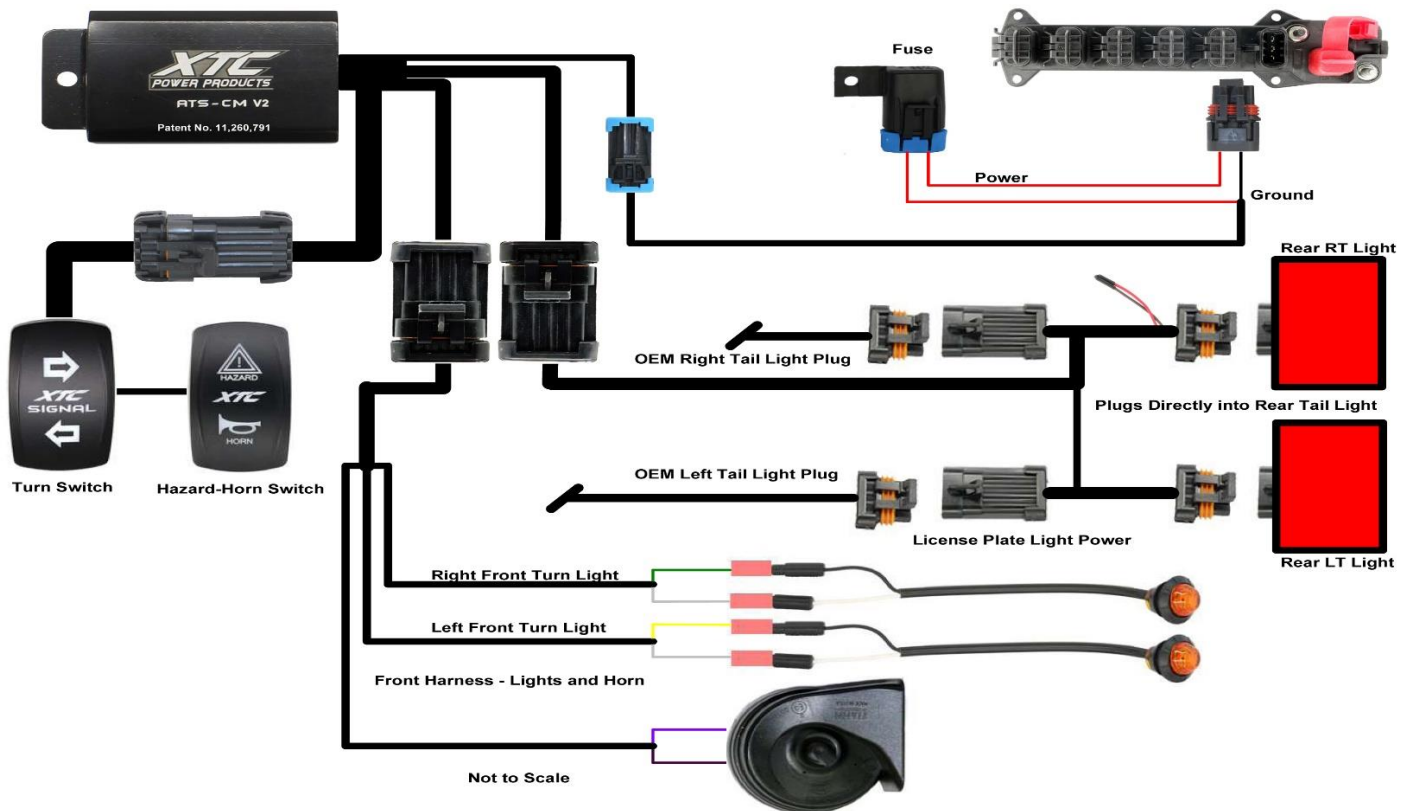 XTC
POWER PRODUCTS
ATS-CM V2
Patent No. 11,260,791
Fuse
Power
Ground
Rear RT Light
OEM Right Tail Light Plug
Plugs Directly into Rear Tail Light
XTC
SIGNAL
Turn Switch
HAZARD
XTC
HORN
Hazard-Horn Switch
OEM Left Tail Light Plug
License Plate Light Power
Rear LT Light
Right Front Turn Light
Left Front Turn Light
Front Harness - Lights and Horn
Not to Scale